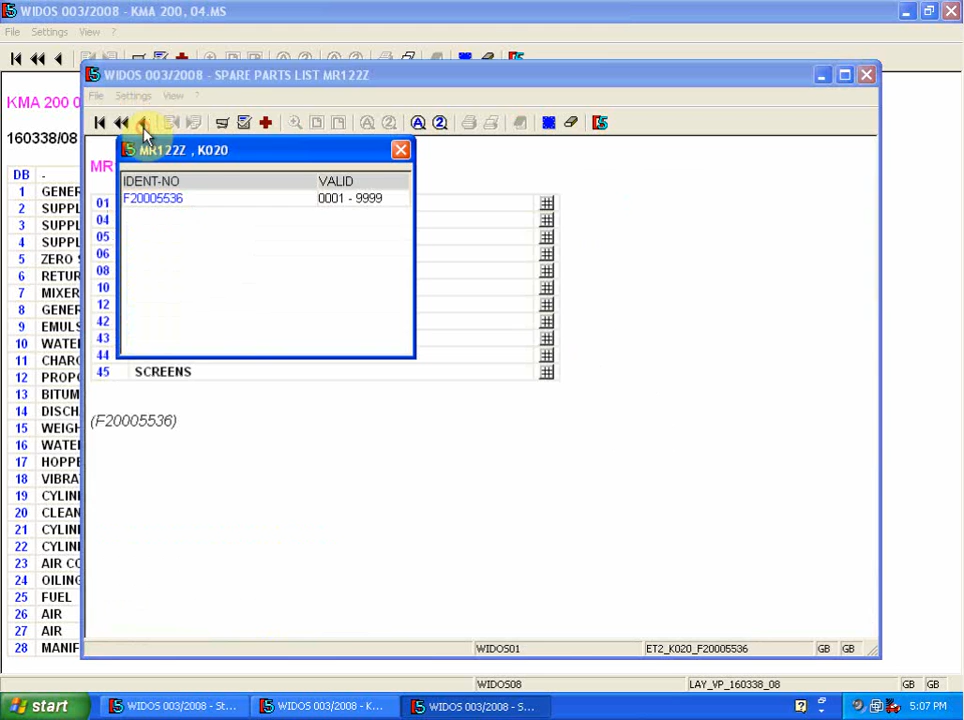 WIDOS 003/2008 - KMA 200, 04.MS
File Settings View ?
WIDOS 003/2008 - SPARE PARTS LIST MR122Z
File Settings View ?
MR122Z , K020
IDENT-NO VALID
F20005536 0001 - 9999
KMA 200 0
160338/08
DB -
1 GENER
2 SUPPL
3 SUPPL
4 SUPPL
5 ZERO S
6 RETUR
7 MIXER
8 GENER
9 EMULS
10 WATE
11 CHARG
12 PROPO
13 BITUM
14 DISCH
15 WEIGH
16 WATE
17 HOPPE
18 VIBRA
19 CYLIN
20 CLEAN
21 CYLIN
22 CYLIN
23 AIR CO
24 OILING
25 FUEL
26 AIR
27 AIR
28 MANIF
MR
01
04
05
06
08
10
12
42
43
44
45 SCREENS
(F20005536)
WIDOS01 ET2_K020_F20005536 GB GB
WIDOS08 LAY_VP_160338_08 GB GB
start WIDOS 003/2008 - St... WIDOS 003/2008 - K... WIDOS 003/2008 - S... 5:07 PM